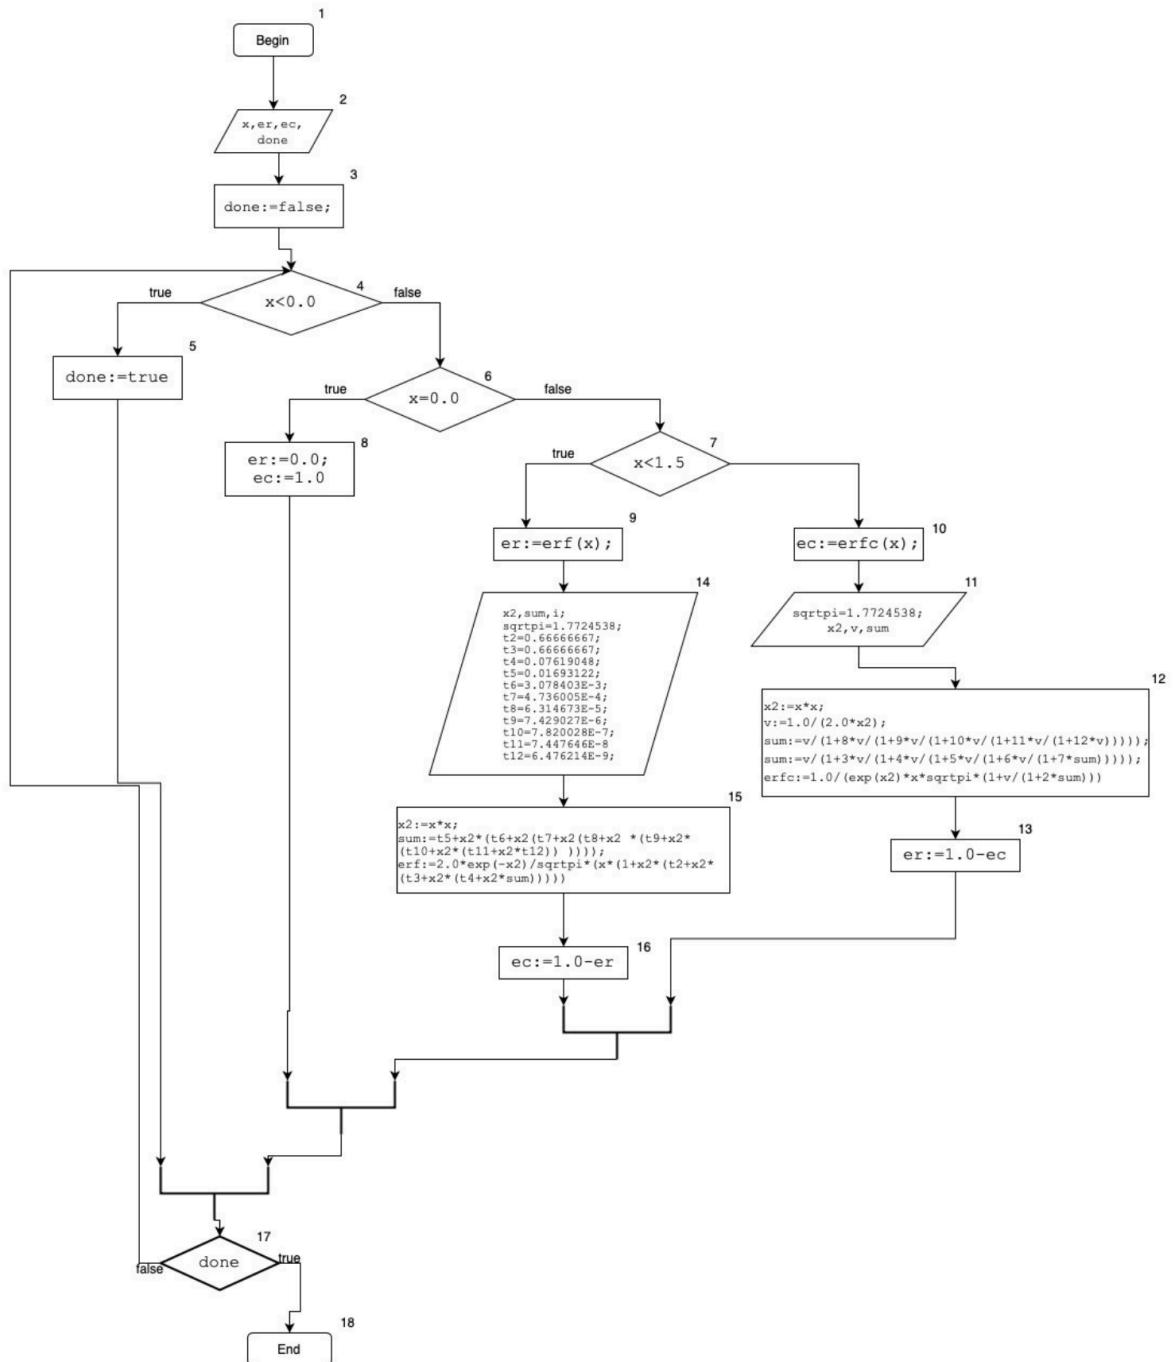 1
Begin
2
x,er,ec,
done
3
done:=false;
4
true
false
x<0.0
5
done:=true
6
true
false
x=0.0
8
er:=0.0;
ec:=1.0
7
true
false
x<1.5
9
er:=erf(x);
10
ec:=erfc(x);
14
x2,sum,i;
sqrtpi=1.7724538;
t2=0.66666667;
t3=0.66666667;
t4=0.07619048;
t5=0.01693122;
t6=3.078403E-3;
t7=4.736005E-4;
t8=6.314673E-5;
t9=7.429027E-6;
t10=7.820028E-7;
t11=7.447646E-8
t12=6.476214E-9;
11
sqrtpi=1.7724538;
x2,v,sum
12
x2:=x*x;
v:=1.0/(2.0*x2);
sum:=v/(1+8*v/(1+9*v/(1+10*v/(1+11*v/(1+12*v)))));
sum:=v/(1+3*v/(1+4*v/(1+5*v/(1+6*v/(1+7*sum)))));
erfc:=1.0/(exp(x2)*x*sqrtpi*(1+v/(1+2*sum)))
15
x2:=x*x;
sum:=t5+x2*(t6+x2(t7+x2(t8+x2 *(t9+x2*
(t10+x2*(t11+x2*t12)) ))));
erf:=2.0*exp(-x2)/sqrtpi*(x*(1+x2*(t2+x2*
(t3+x2*(t4+x2*sum)))))
13
er:=1.0-ec
16
ec:=1.0-er
17
done
false
true
18
End